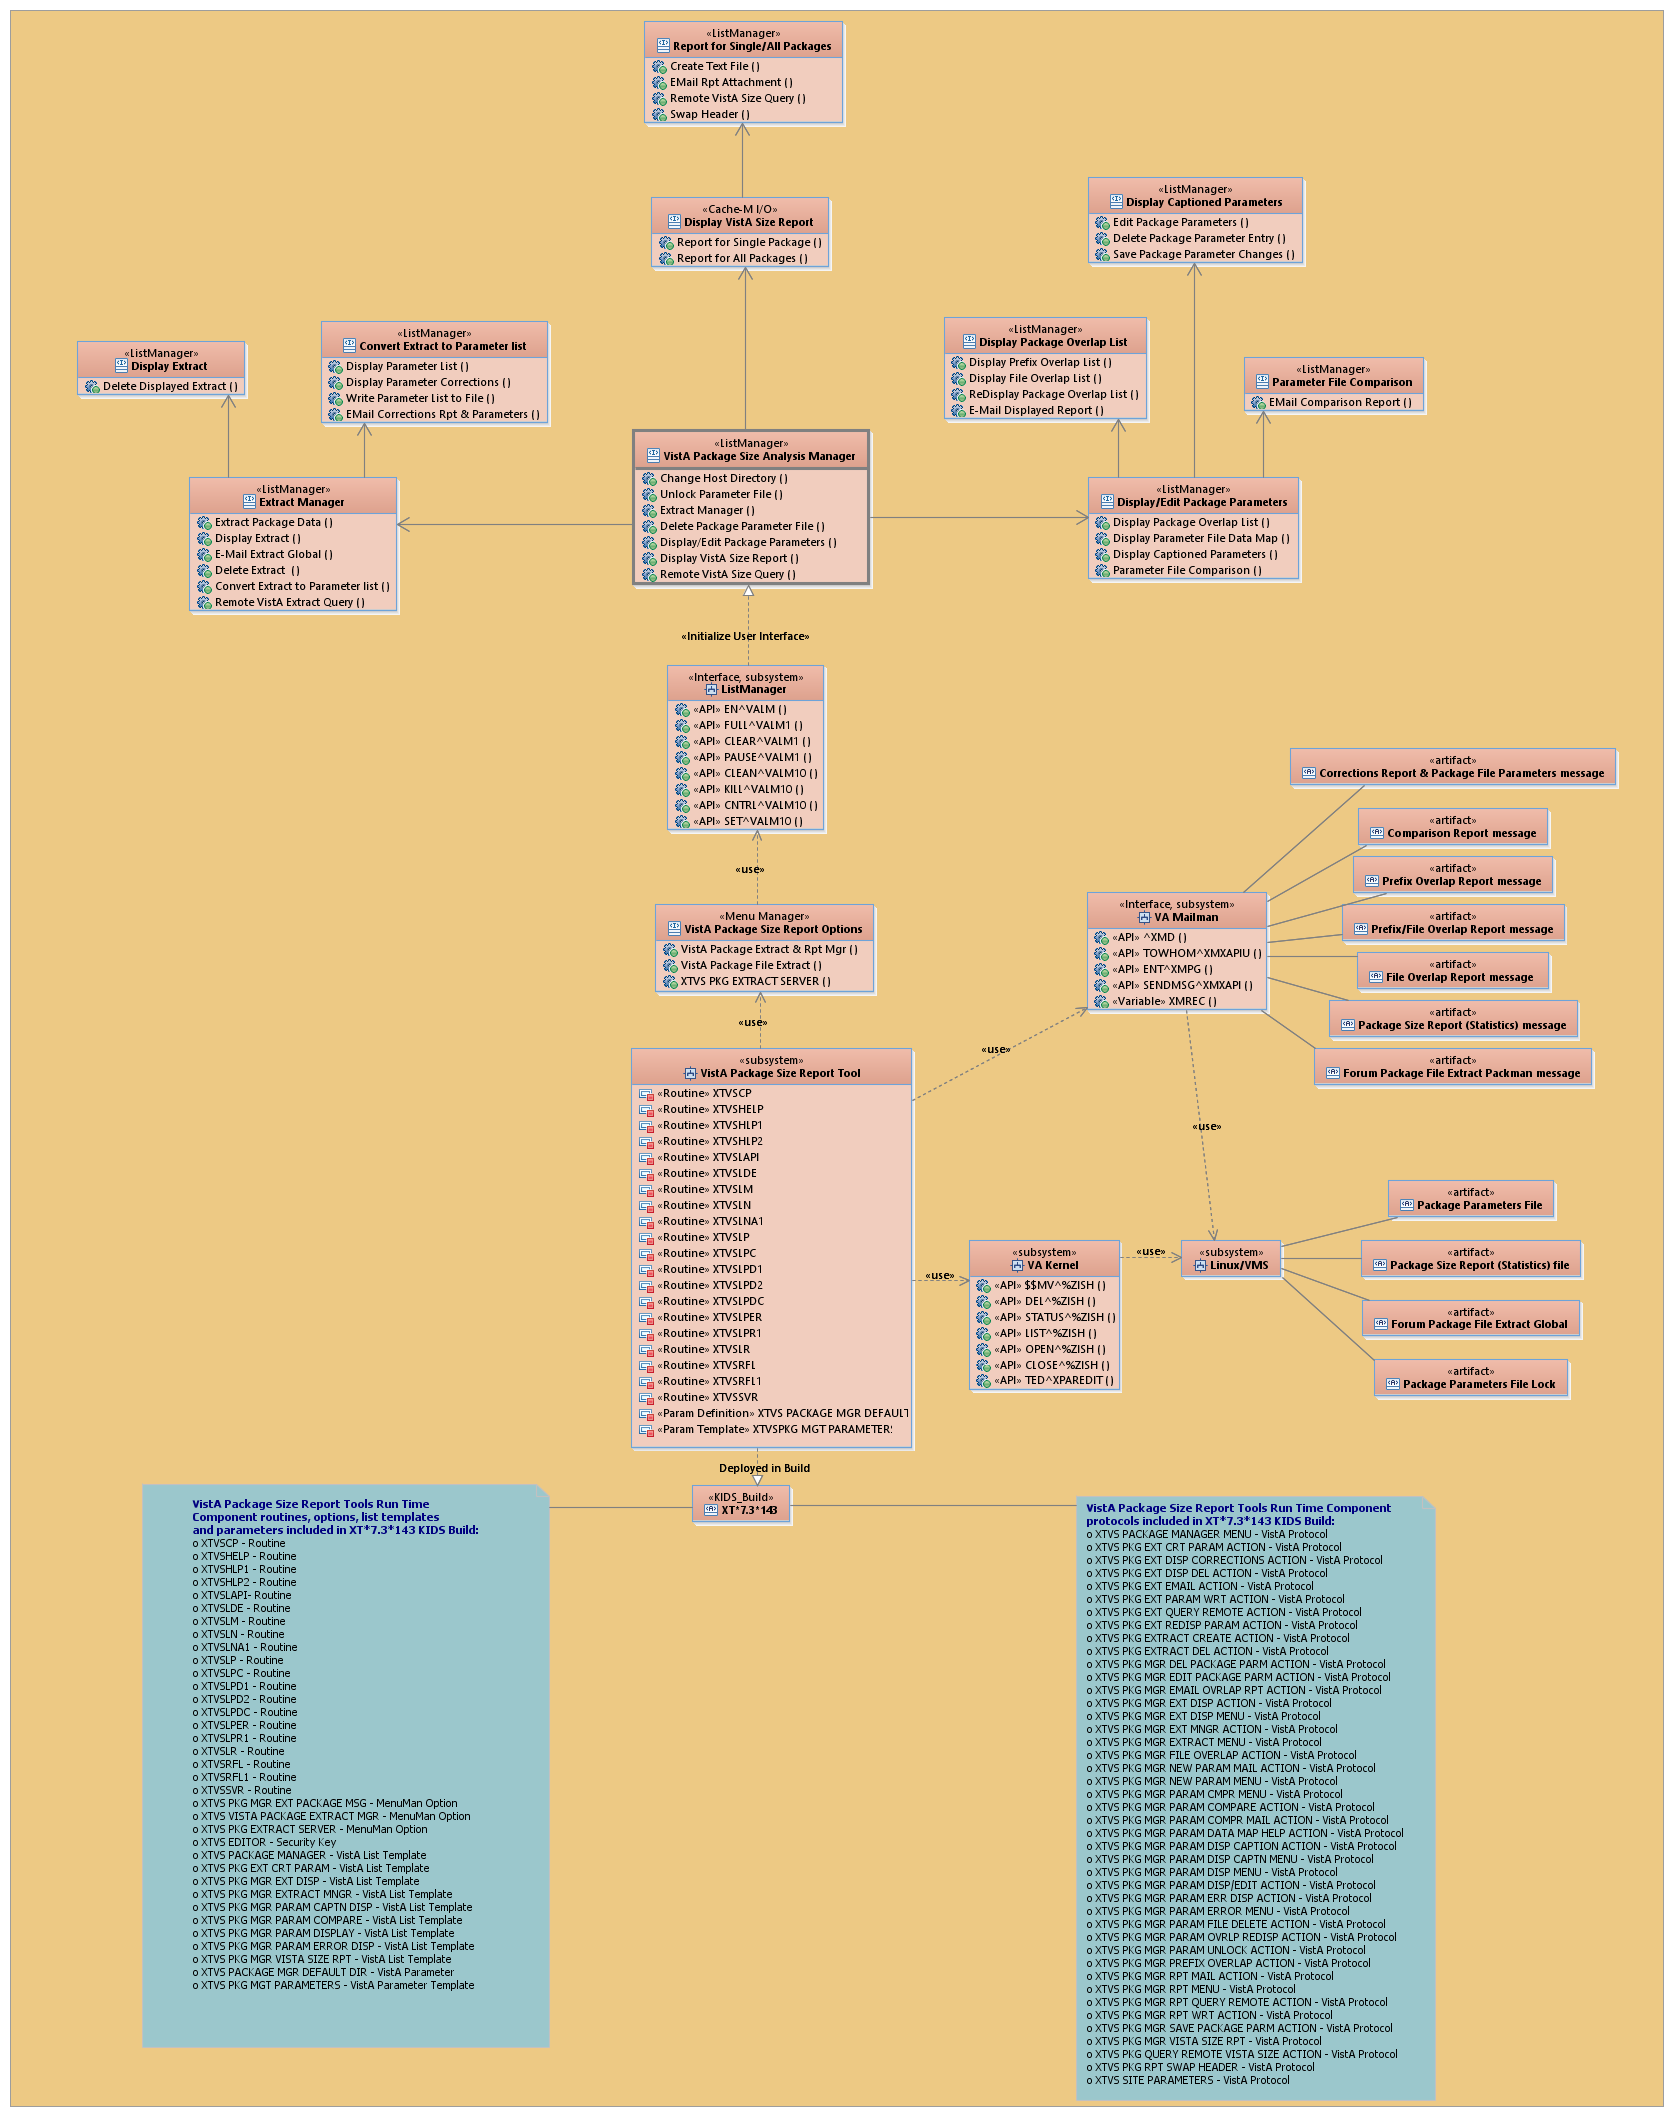 «ListManager»
Report for Single/All Packages
Create Text File ( )
EMail Rpt Attachment ( )
Remote VistA Size Query ( )
Swap Header ( )
«Cache-M I/O»
Display VistA Size Report
Report for Single Package ( )
Report for All Packages ( )
«ListManager»
Display Captioned Parameters
Edit Package Parameters ( )
Delete Package Parameter Entry ( )
Save Package Parameter Changes ( )
«ListManager»
Display Extract
Delete Displayed Extract ( )
«ListManager»
Convert Extract to Parameter list
Display Parameter List ( )
Display Parameter Corrections ( )
Write Parameter List to File ( )
EMail Corrections Rpt & Parameters ( )
«ListManager»
Display Package Overlap List
Display Prefix Overlap List ( )
Display File Overlap List ( )
ReDisplay Package Overlap List ( )
E-Mail Displayed Report ( )
«ListManager»
Parameter File Comparison
EMail Comparison Report ( )
«ListManager»
Extract Manager
Extract Package Data ( )
Display Extract ( )
E-Mail Extract Global ( )
Delete Extract  ( )
Convert Extract to Parameter list ( )
Remote VistA Extract Query ( )
«ListManager»
VistA Package Size Analysis Manager
Change Host Directory ( )
Unlock Parameter File ( )
Extract Manager ( )
Delete Package Parameter File ( )
Display/Edit Package Parameters ( )
Display VistA Size Report ( )
Remote VistA Size Query ( )
«ListManager»
Display/Edit Package Parameters
Display Package Overlap List ( )
Display Parameter File Data Map ( )
Display Captioned Parameters ( )
Parameter File Comparison ( )
«Initialize User Interface»
«Interface, subsystem»
ListManager
«API» EN^VALM ( )
«API» FULL^VALM1 ( )
«API» CLEAR^VALM1 ( )
«API» PAUSE^VALM1 ( )
«API» CLEAN^VALM10 ( )
«API» KILL^VALM10 ( )
«API» CNTRL^VALM10 ( )
«API» SET^VALM10 ( )
«use»
«Menu Manager»
VistA Package Size Report Options
VistA Package Extract & Rpt Mgr ( )
VistA Package File Extract ( )
XTVS PKG EXTRACT SERVER ( )
«use»
«Interface, subsystem»
VA Mailman
«API» ^XMD ( )
«API» TOWHOM^XMXAPIU ( )
«API» ENT^XMPG ( )
«API» SENDMSG^XMXAPI ( )
«Variable» XMREC ( )
«artifact»
Corrections Report & Package File Parameters message
«artifact»
Comparison Report message
«artifact»
Prefix Overlap Report message
«artifact»
Prefix/File Overlap Report message
«artifact»
File Overlap Report message
«artifact»
Package Size Report (Statistics) message
«artifact»
Forum Package File Extract Packman message
«use»
«use»
«subsystem»
VistA Package Size Report Tool
«Routine» XTVSCP
«Routine» XTVSHELP
«Routine» XTVSHLP1
«Routine» XTVSHLP2
«Routine» XTVSLAPI
«Routine» XTVSLDE
«Routine» XTVSLM
«Routine» XTVSLN
«Routine» XTVSLNA1
«Routine» XTVSLP
«Routine» XTVSLPC
«Routine» XTVSLPD1
«Routine» XTVSLPD2
«Routine» XTVSLPDC
«Routine» XTVSLPER
«Routine» XTVSLPR1
«Routine» XTVSLR
«Routine» XTVSRFL
«Routine» XTVSRFL1
«Routine» XTVSSVR
«Param Definition» XTVS PACKAGE MGR DEFAULT
«Param Template» XTVSPKG MGT PARAMETER
«use»
«subsystem»
VA Kernel
«API» $$MV^%ZISH ( )
«API» DEL^%ZISH ( )
«API» STATUS^%ZISH ( )
«API» LIST^%ZISH ( )
«API» OPEN^%ZISH ( )
«API» CLOSE^%ZISH ( )
«API» TED^XPAREDIT ( )
«use»
«subsystem»
Linux/VMS
«artifact»
Package Parameters File
«artifact»
Package Size Report (Statistics) file
«artifact»
Forum Package File Extract Global
«artifact»
Package Parameters File Lock
Deployed in Build
«KIDS_Build»
XT*7.3*143
VistA Package Size Report Tools Run Time
Component routines, options, list templates
and parameters included in XT*7.3*143 KIDS Build:
o XTVSCP - Routine
o XTVSHELP - Routine
o XTVSHLP1 - Routine
o XTVSHLP2 - Routine
o XTVSLAPI- Routine
o XTVSLDE - Routine
o XTVSLM - Routine
o XTVSLN - Routine
o XTVSLNA1 - Routine
o XTVSLP - Routine
o XTVSLPC - Routine
o XTVSLPD1 - Routine
o XTVSLPD2 - Routine
o XTVSLPDC - Routine
o XTVSLPER - Routine
o XTVSLPR1 - Routine
o XTVSLR - Routine
o XTVSRFL - Routine
o XTVSRFL1 - Routine
o XTVSSVR - Routine
o XTVS PKG MGR EXT PACKAGE MSG - MenuMan Option
o XTVS VISTA PACKAGE EXTRACT MGR - MenuMan Option
o XTVS PKG EXTRACT SERVER - MenuMan Option
o XTVS EDITOR - Security Key
o XTVS PACKAGE MANAGER - VistA List Template
o XTVS PKG EXT CRT PARAM - VistA List Template
o XTVS PKG MGR EXT DISP - VistA List Template
o XTVS PKG MGR EXTRACT MNGR - VistA List Template
o XTVS PKG MGR PARAM CAPTN DISP - VistA List Template
o XTVS PKG MGR PARAM COMPARE - VistA List Template
o XTVS PKG MGR PARAM DISPLAY - VistA List Template
o XTVS PKG MGR PARAM ERROR DISP - VistA List Template
o XTVS PKG MGR VISTA SIZE RPT - VistA List Template
o XTVS PACKAGE MGR DEFAULT DIR - VistA Parameter
o XTVS PKG MGT PARAMETERS - VistA Parameter Template
VistA Package Size Report Tools Run Time Component
protocols included in XT*7.3*143 KIDS Build:
o XTVS PACKAGE MANAGER MENU - VistA Protocol
o XTVS PKG EXT CRT PARAM ACTION - VistA Protocol
o XTVS PKG EXT DISP CORRECTIONS ACTION - VistA Protocol
o XTVS PKG EXT DISP DEL ACTION - VistA Protocol
o XTVS PKG EXT EMAIL ACTION - VistA Protocol
o XTVS PKG EXT PARAM WRT ACTION - VistA Protocol
o XTVS PKG EXT QUERY REMOTE ACTION - VistA Protocol
o XTVS PKG EXT REDISP PARAM ACTION - VistA Protocol
o XTVS PKG EXTRACT CREATE ACTION - VistA Protocol
o XTVS PKG EXTRACT DEL ACTION - VistA Protocol
o XTVS PKG MGR DEL PACKAGE PARM ACTION - VistA Protocol
o XTVS PKG MGR EDIT PACKAGE PARM ACTION - VistA Protocol
o XTVS PKG MGR EMAIL OVRLAP RPT ACTION - VistA Protocol
o XTVS PKG MGR EXT DISP ACTION - VistA Protocol
o XTVS PKG MGR EXT DISP MENU - VistA Protocol
o XTVS PKG MGR EXT MNGR ACTION - VistA Protocol
o XTVS PKG MGR EXTRACT MENU - VistA Protocol
o XTVS PKG MGR FILE OVERLAP ACTION - VistA Protocol
o XTVS PKG MGR NEW PARAM MAIL ACTION - VistA Protocol
o XTVS PKG MGR NEW PARAM MENU - VistA Protocol
o XTVS PKG MGR PARAM CMPR MENU - VistA Protocol
o XTVS PKG MGR PARAM COMPARE ACTION - VistA Protocol
o XTVS PKG MGR PARAM COMPR MAIL ACTION - VistA Protocol
o XTVS PKG MGR PARAM DATA MAP HELP ACTION - VistA Protocol
o XTVS PKG MGR PARAM DISP CAPTION ACTION - VistA Protocol
o XTVS PKG MGR PARAM DISP CAPTN MENU - VistA Protocol
o XTVS PKG MGR PARAM DISP MENU - VistA Protocol
o XTVS PKG MGR PARAM DISP/EDIT ACTION - VistA Protocol
o XTVS PKG MGR PARAM ERR DISP ACTION - VistA Protocol
o XTVS PKG MGR PARAM ERROR MENU - VistA Protocol
o XTVS PKG MGR PARAM FILE DELETE ACTION - VistA Protocol
o XTVS PKG MGR PARAM OVRLP REDISP ACTION - VistA Protocol
o XTVS PKG MGR PARAM UNLOCK ACTION - VistA Protocol
o XTVS PKG MGR PREFIX OVERLAP ACTION - VistA Protocol
o XTVS PKG MGR RPT MAIL ACTION - VistA Protocol
o XTVS PKG MGR RPT MENU - VistA Protocol
o XTVS PKG MGR RPT QUERY REMOTE ACTION - VistA Protocol
o XTVS PKG MGR RPT WRT ACTION - VistA Protocol
o XTVS PKG MGR SAVE PACKAGE PARM ACTION - VistA Protocol
o XTVS PKG MGR VISTA SIZE RPT - VistA Protocol
o XTVS PKG QUERY REMOTE VISTA SIZE ACTION - VistA Protocol
o XTVS PKG RPT SWAP HEADER - VistA Protocol
o XTVS SITE PARAMETERS - VistA Protocol